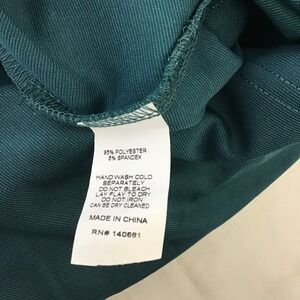 95% POLYESTER
5% SPANDEX
HAND WASH COLD
SEPARATELY
DO NOT BLEACH
LAY FLAT TO DRY
DO NOT IRON
CAN BE DRY CLEANED
MADE IN CHINA
RN# 140681